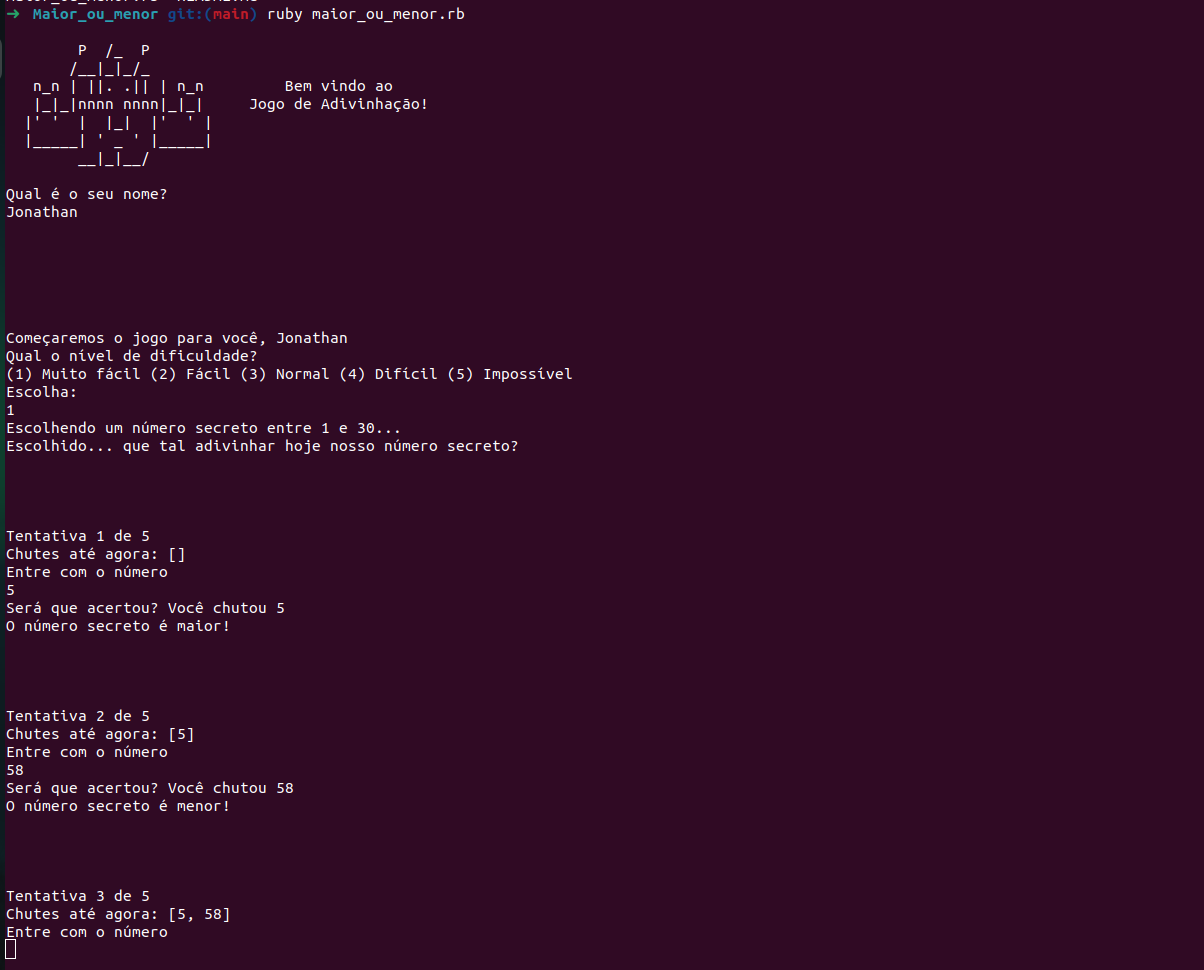 ➜  Maior_ou_menor git:(main) ruby maior_ou_menor.rb
        P  /_  P
       /__|_|_/_
   n_n | ||. .|| | n_n         Bem vindo ao
   |_|_|nnnn nnnn|_|_|     Jogo de Adivinhação!
  |' '  |  |_|  |'  ' |
  |_____| ' _ ' |_____|
        __|_|__/
Qual é o seu nome?
Jonathan
Começaremos o jogo para você, Jonathan
Qual o nível de dificuldade?
(1) Muito fácil (2) Fácil (3) Normal (4) Difícil (5) Impossível
Escolha:
1
Escolhendo um número secreto entre 1 e 30...
Escolhido... que tal adivinhar hoje nosso número secreto?
Tentativa 1 de 5
Chutes até agora: []
Entre com o número
5
Será que acertou? Você chutou 5
O número secreto é maior!
Tentativa 2 de 5
Chutes até agora: [5]
Entre com o número
58
Será que acertou? Você chutou 58
O número secreto é menor!
Tentativa 3 de 5
Chutes até agora: [5, 58]
Entre com o número